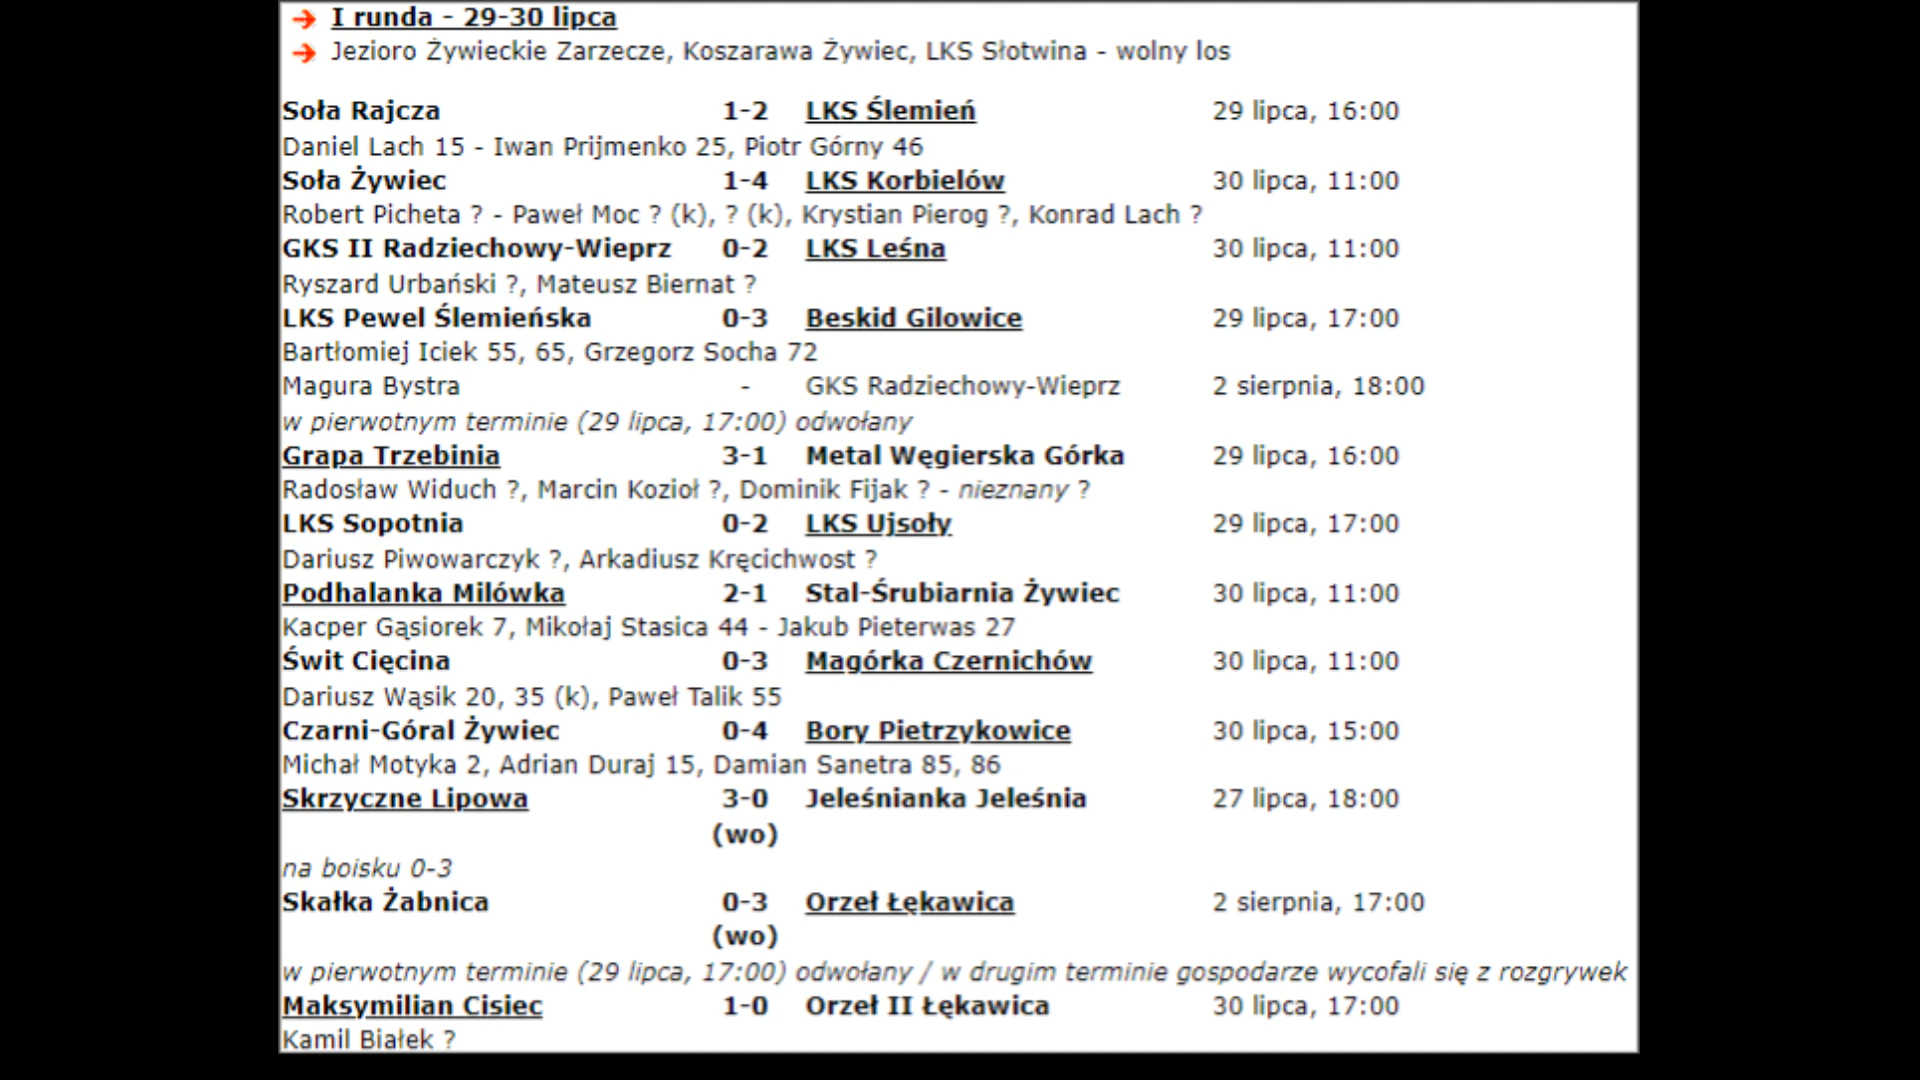 I runda - 29-30 lipca
Jezioro Żywieckie Zarzecze, Koszarawa Żywiec, LKS Słotwina - wolny los
Soła Rajcza 1-2 LKS Ślemień 29 lipca, 16:00
Daniel Lach 15 - Iwan Prijmenko 25, Piotr Górny 46
Soła Żywiec 1-4 LKS Korbielów 30 lipca, 11:00
Robert Picheta ? - Paweł Moc ? (k), ? (k), Krystian Pierog ?, Konrad Lach ?
GKS II Radziechowy-Wieprz 0-2 LKS Leśna 30 lipca, 11:00
Ryszard Urbański ?, Mateusz Biernat ?
LKS Pewel Ślemieńska 0-3 Beskid Gilowice 29 lipca, 17:00
Bartłomiej Iciek 55, 65, Grzegorz Socha 72
Magura Bystra - GKS Radziechowy-Wieprz 2 sierpnia, 18:00
w pierwotnym terminie (29 lipca, 17:00) odwołany
Grapa Trzebinia 3-1 Metal Węgierska Górka 29 lipca, 16:00
Radosław Widuch ?, Marcin Kozioł ?, Dominik Fijak ? - nieznany ?
LKS Sopotnia 0-2 LKS Ujsoły 29 lipca, 17:00
Dariusz Piwowarczyk ?, Arkadiusz Kręcichwost ?
Podhalanka Milówka 2-1 Stal-Śrubiarnia Żywiec 30 lipca, 11:00
Kacper Gąsiorek 7, Mikołaj Stasica 44 - Jakub Pieterwas 27
Świt Cięcina 0-3 Magórka Czernichów 30 lipca, 11:00
Dariusz Wąsik 20, 35 (k), Paweł Talik 55
Czarni-Góral Żywiec 0-4 Bory Pietrzykowice 30 lipca, 15:00
Michał Motyka 2, Adrian Duraj 15, Damian Sanetra 85, 86
Skrzyczne Lipowa 3-0 Jeleśnianka Jeleśnia 27 lipca, 18:00
(wo)
na boisku 0-3
Skałka Żabnica 0-3 Orzeł Łękawica 2 sierpnia, 17:00
(wo)
w pierwotnym terminie (29 lipca, 17:00) odwołany / w drugim terminie gospodarze wycofali się z rozgrywek
Maksymilian Cisiec 1-0 Orzeł II Łękawica 30 lipca, 17:00
Kamil Białek ?